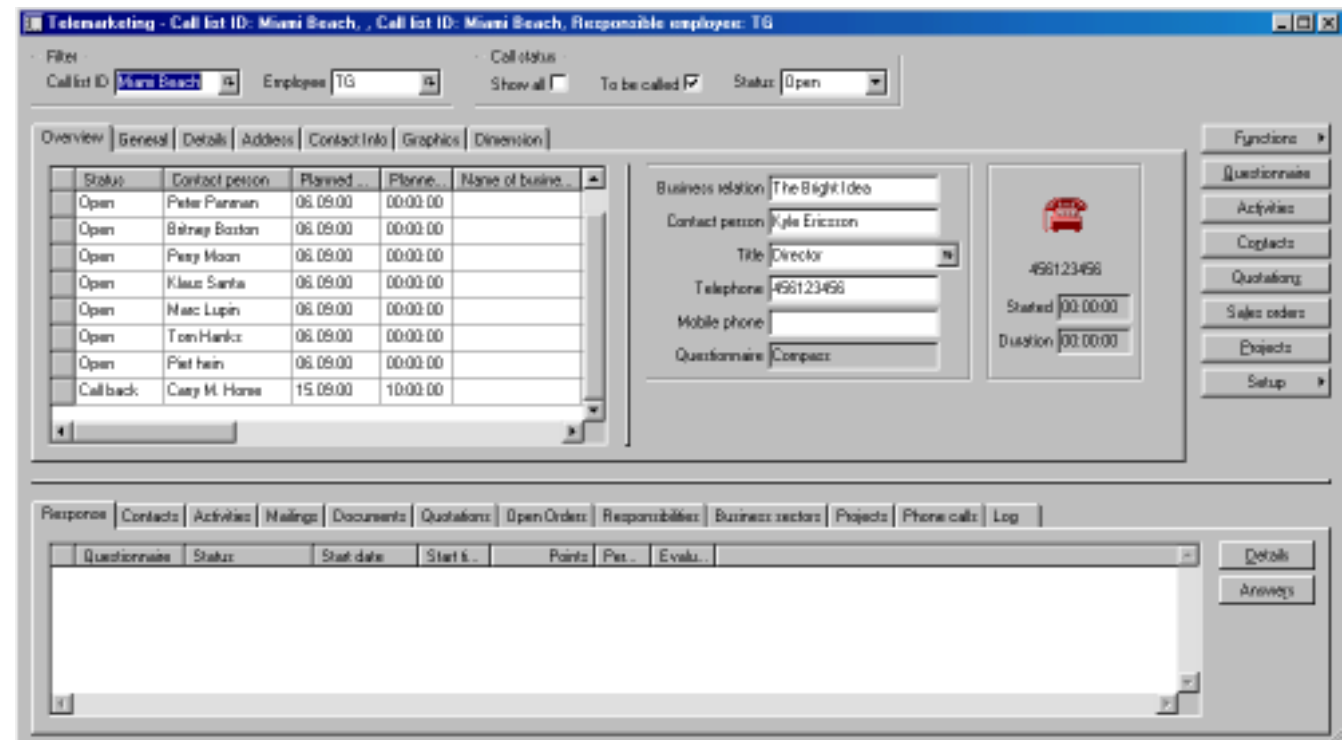 Telemarketing - Call list ID: Miami Beach, , Call list ID: Miami Beach, Responsible employee: TG
Filter
Call list ID Miami Beach Employee TG
Call status
Show all To be called Status Open
Overview General Details Address Contact Info Graphics Dimension
Status Contact person Planned ... Planne... Name of busine...
Open Peter Panman 06.09.00 00:00:00
Open Britney Boston 06.09.00 00:00:00
Open Perry Moon 06.09.00 00:00:00
Open Klaus Santa 06.09.00 00:00:00
Open Marc Lupin 06.09.00 00:00:00
Open Tom Hanks 06.09.00 00:00:00
Open Piet hein 06.09.00 00:00:00
Call back Cary M. Horne 15.09.00 10:00:00
Business relation The Bright Idea
Contact person Kyle Ericsson
Title Director
Telephone 456123456
Mobile phone
Questionnaire Compass
456123456
Started 00:00:00
Duration 00:00:00
Functions
Questionnaire
Activities
Contacts
Quotations
Sales orders
Projects
Setup
Response Contacts Activities Mailings Documents Quotations Open Orders Responsibilities Business sectors Projects Phone calls Log
Questionnaire Status Start date Start ti... Points Per... Evalu...
Details
Answers